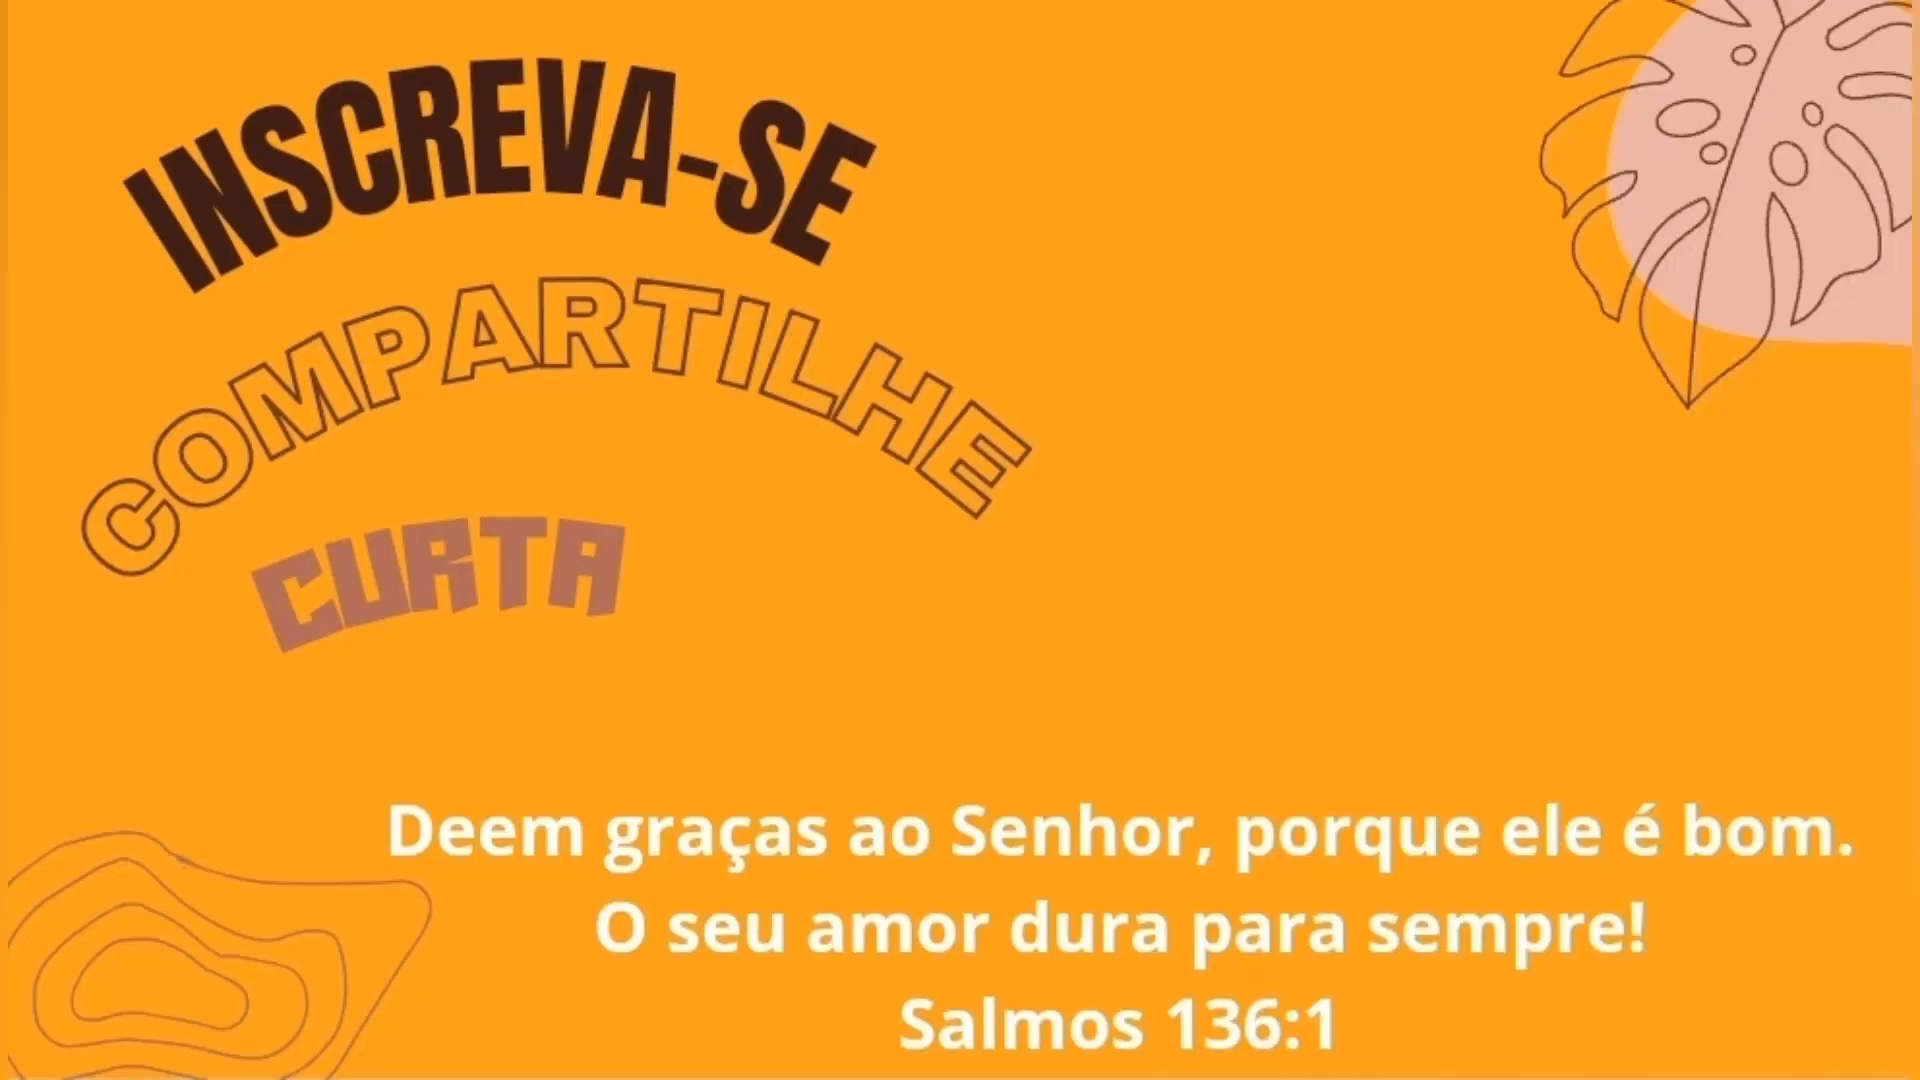 INSCREVA-SE
COMPARTILHE
CURTA
Deem graças ao Senhor, porque ele é bom.
O seu amor dura para sempre!
Salmos 136:1